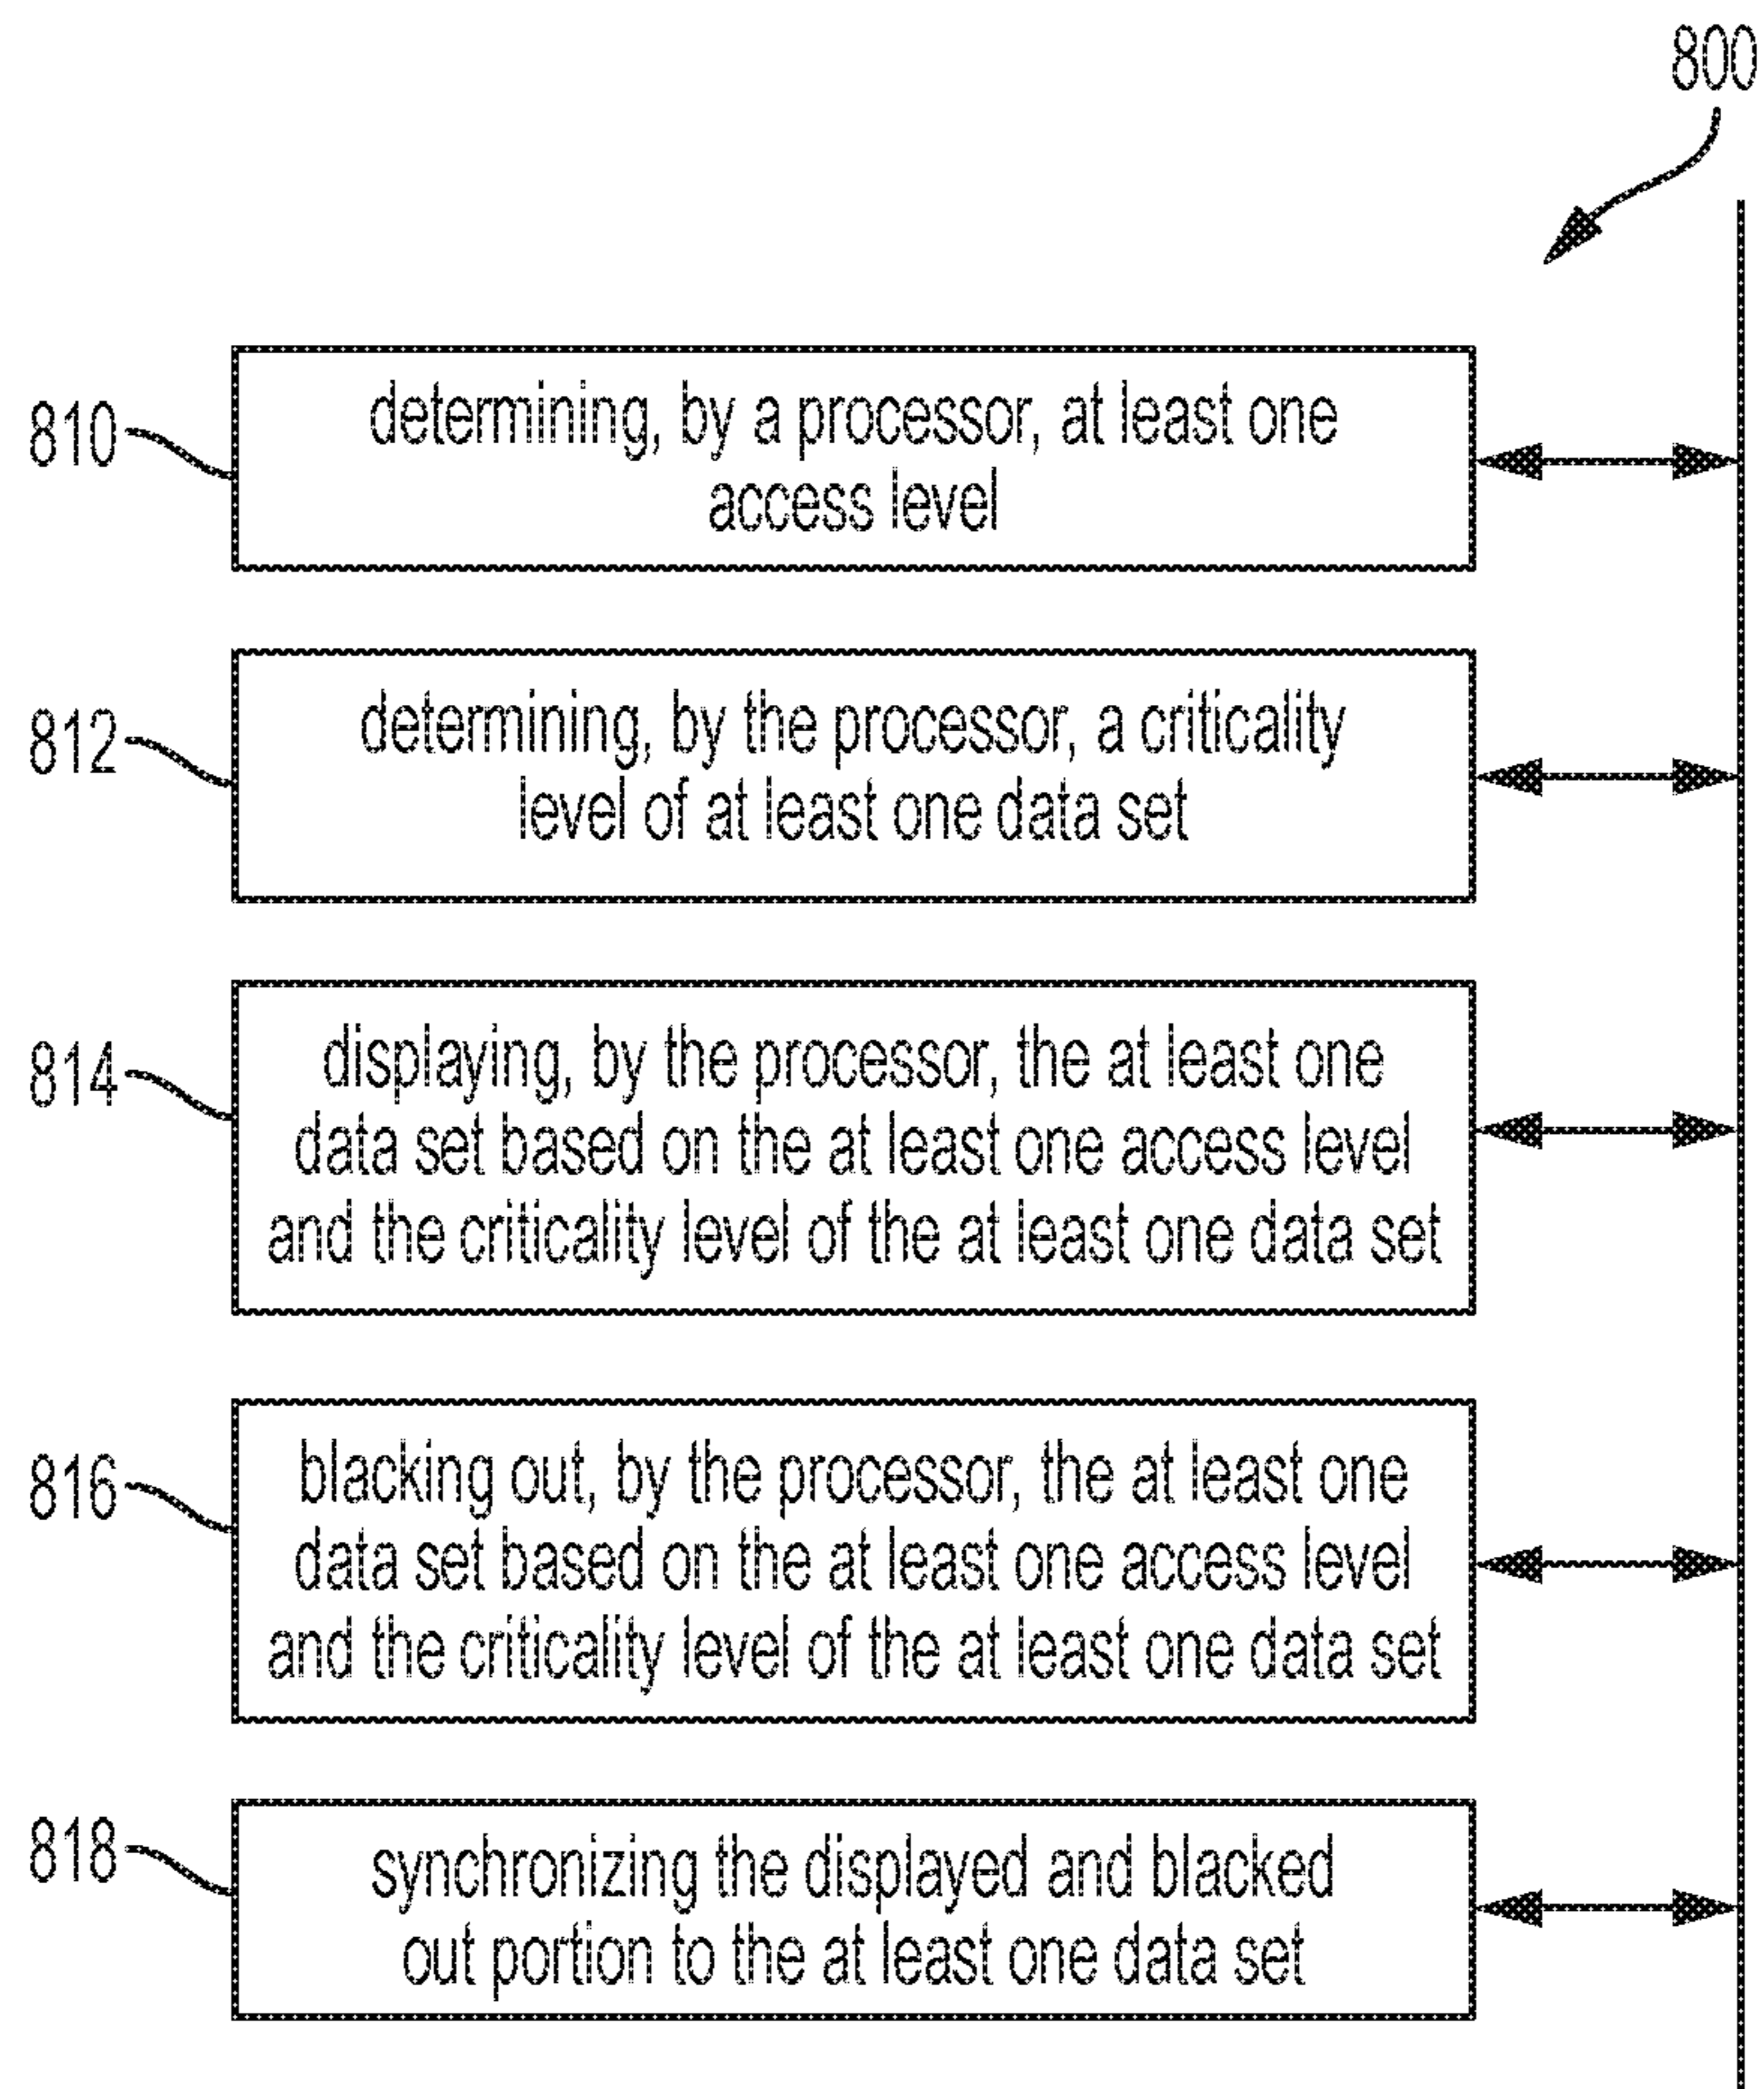 800
810
determining, by a processor, at least one
access level
812
determining, by the processor, a criticality
level of at least one data set
814
displaying, by the processor, the at least one
data set based on the at least one access level
and the criticality level of the at least one data set
816
blacking out, by the processor, the at least one
data set based on the at least one access level
and the criticality level of the at least one data set
818
synchronizing the displayed and blacked
out portion to the at least one data set